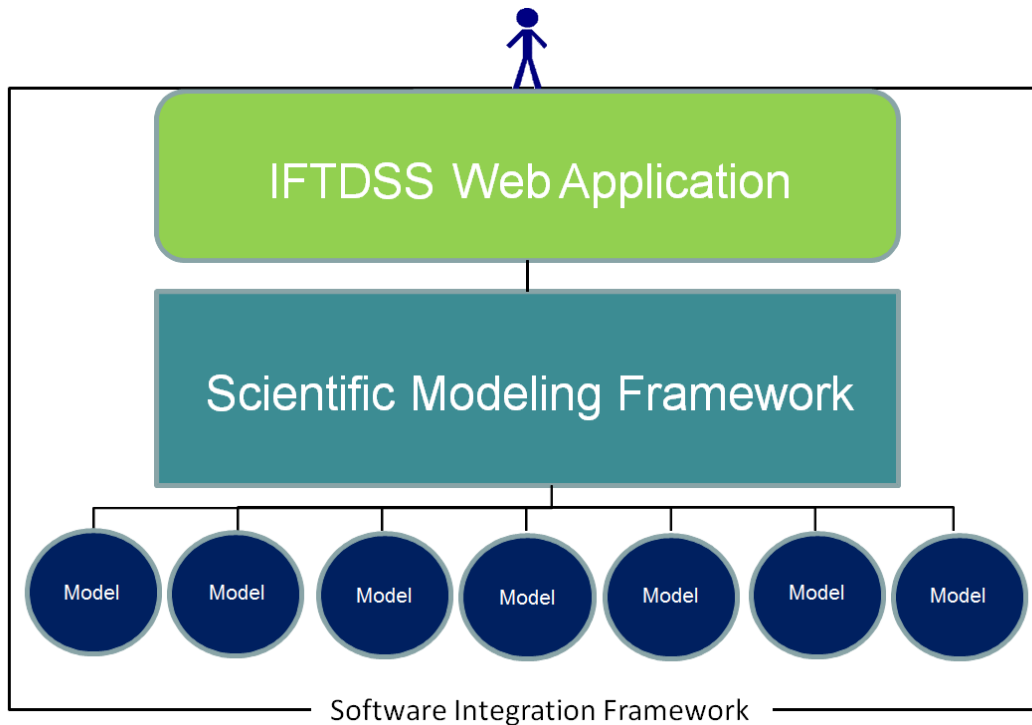 IFTDSS Web Application
Scientific Modeling Framework
Model Model Model Model Model Model Model
Software Integration Framework